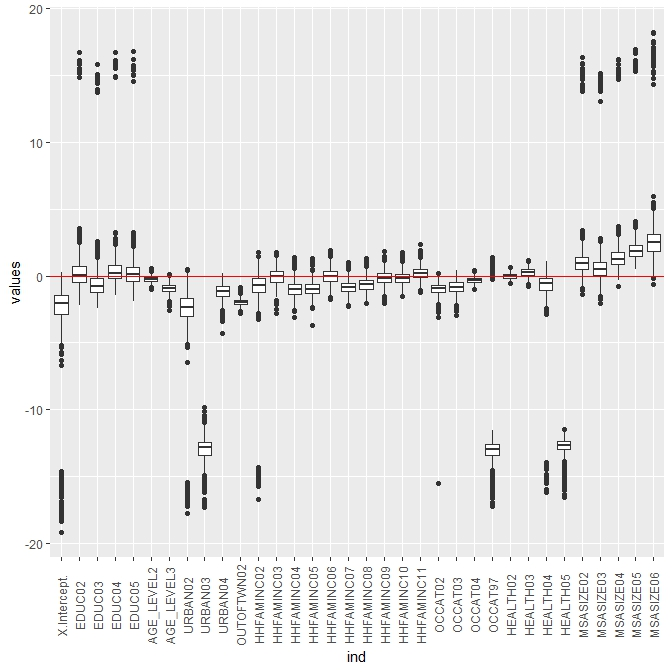 20
10
0
-10
-20
values
X.Intercept.
EDUC02
EDUC03
EDUC04
EDUC05
AGE_LEVEL2
AGE_LEVEL3
URBAN02
URBAN03
URBAN04
OUTOFTWN02
HHFAMINC02
HHFAMINC03
HHFAMINC04
HHFAMINC05
HHFAMINC06
HHFAMINC07
HHFAMINC08
HHFAMINC09
HHFAMINC10
HHFAMINC11
OCCAT02
OCCAT03
OCCAT04
OCCAT97
HEALTH02
HEALTH03
HEALTH04
HEALTH05
MSASIZE02
MSASIZE03
MSASIZE04
MSASIZE05
MSASIZE06
ind